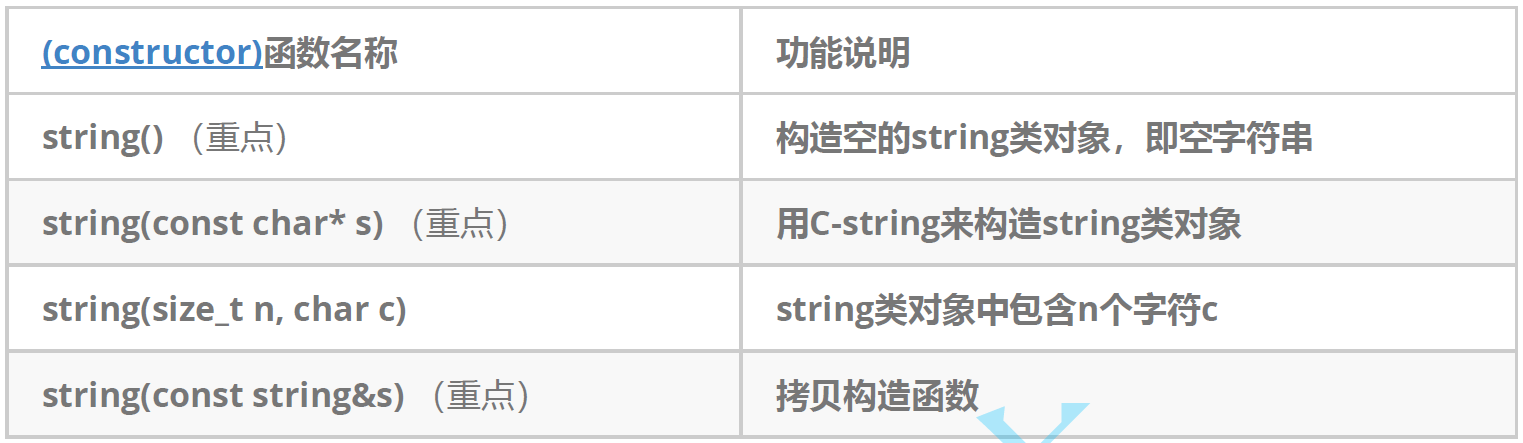 (constructor)函数名称 功能说明
string() （重点） 构造空的string类对象，即空字符串
string(const char* s) （重点） 用C-string来构造string类对象
string(size_t n, char c) string类对象中包含n个字符c
string(const string&s) （重点） 拷贝构造函数